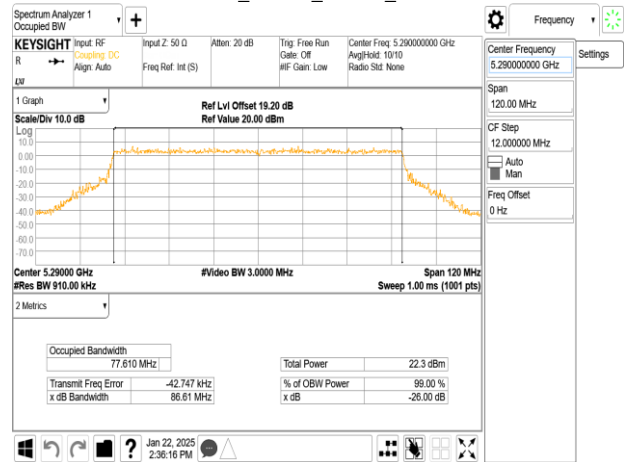 Spectrum Analyzer 1
Occupied BW
Frequency
KEYSIGHT
Input: RF
Coupling: DC
Align: Auto
Input Z: 50 Ω
Freq Ref: Int (S)
Atten: 20 dB
Trig: Free Run
Gate: Off
#IF Gain: Low
Center Freq: 5.290000000 GHz
Avg|Hold: 10/10
Radio Std: None
R
LXI
Center Frequency
5.290000000 GHz
Settings
Span
120.00 MHz
CF Step
12.000000 MHz
Auto
Man
Freq Offset
0 Hz
1 Graph
Scale/Div 10.0 dB
Ref Lvl Offset 19.20 dB
Ref Value 20.00 dBm
Log
10.0
0.00
-10.0
-20.0
-30.0
-40.0
-50.0
-60.0
-70.0
Center 5.29000 GHz
#Video BW 3.0000 MHz
Span 120 MHz
#Res BW 910.00 kHz
Sweep 1.00 ms (1001 pts)
2 Metrics
Occupied Bandwidth
77.610 MHz
Total Power 22.3 dBm
Transmit Freq Error -42.747 kHz
% of OBW Power 99.00 %
x dB Bandwidth 86.61 MHz
x dB -26.00 dB
Jan 22, 2025
2:36:16 PM